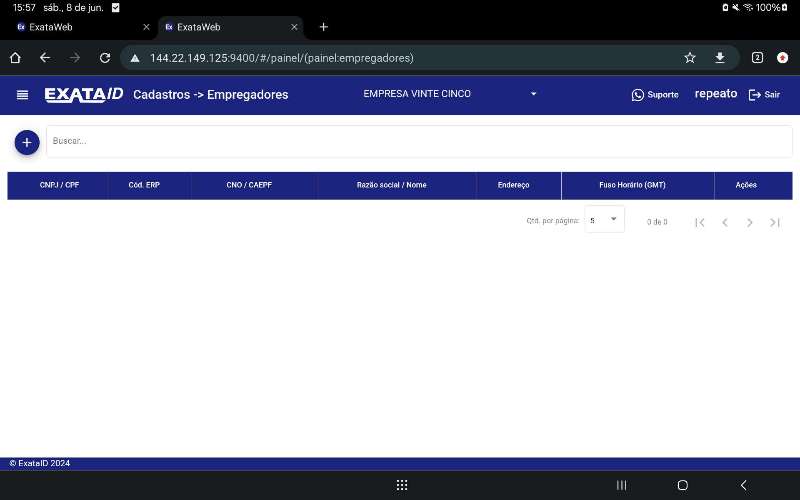 15:57 sáb., 8 de jun. 100%
Ex ExataWeb
Ex ExataWeb
144.22.149.125:9400/#/painel/(painel:empregadores)
2
EXATAID Cadastros -> Empregadores EMPRESA VINTE CINCO Suporte repeato Sair
+ Buscar...
CNPJ / CPF Cód. ERP CNO / CAEPF Razão social / Nome Endereço Fuso Horário (GMT) Ações
Qtd. por página: 5 0 de 0
© ExataID 2024